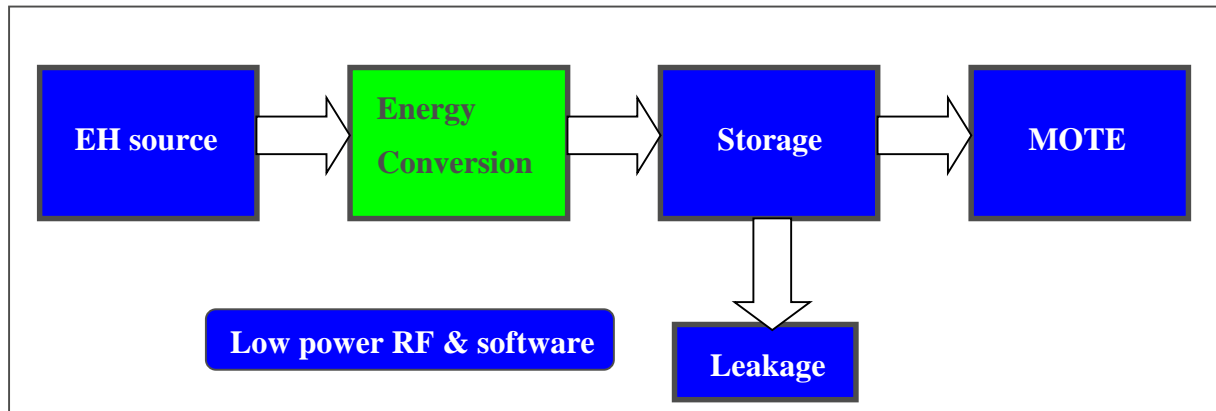 EH source
Energy
Conversion
Storage
MOTE
Low power RF & software
Leakage